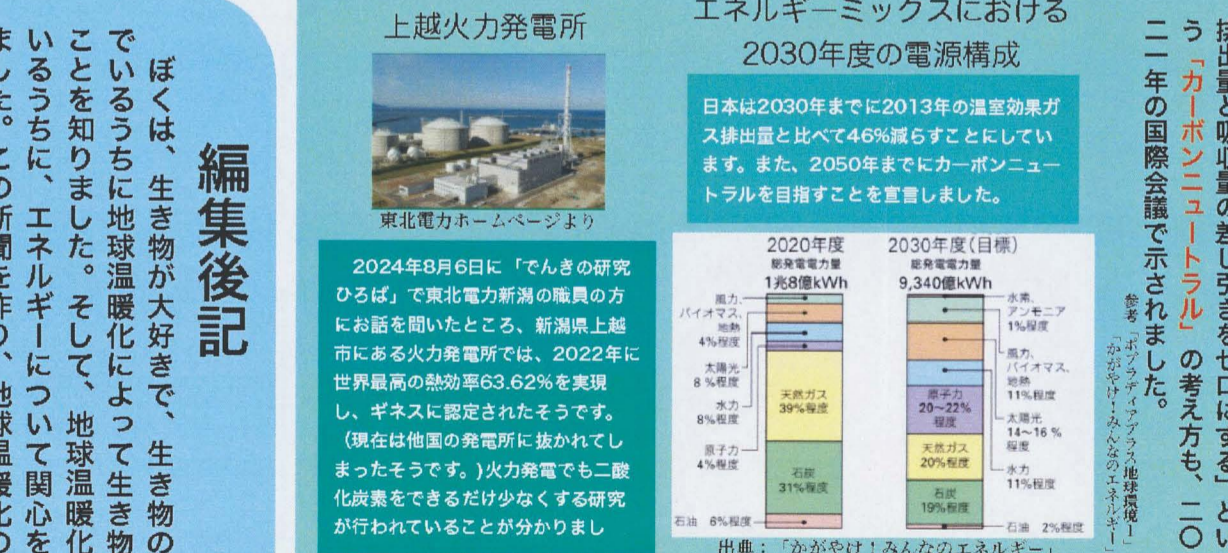 排出量と吸収量の差し引きをゼロにする」とい
う「カーボンニュートラル」の考え方も、二〇
二一年の国際会議で示されました。
参考「ポプラディアプラス地球環境1」
「かがやけ!みんなのエネルギー」
エネルギーミックスにおける
2030年度の電源構成
日本は2030年までに2013年の温室効果ガ
ス排出量と比べて46%減らすことにしてい
ます。また、2050年までにカーボンニュー
トラルを目指すことを宣言しました。
2020年度
総発電電力量
1兆8億kWh
風力、
バイオマス、
地熱
4%程度
太陽光
8%程度
水力
8%程度
原子力
4%程度
天然ガス
39%程度
石炭
31%程度
石油 6%程度
2030年度(目標)
総発電電力量
9,340億kWh
水素、
アンモニア
1%程度
風力、
バイオマス、
地熱
11%程度
太陽光
14〜16%
程度
水力
11%程度
原子力
20〜22%
程度
天然ガス
20%程度
石炭
19%程度
石油 2%程度
出典:「かがやけ!みんなのエネルギー」
上越火力発電所
東北電力ホームページより
2024年8月6日に「でんきの研究
ひろば」で東北電力新潟の職員の方
にお話を聞いたところ、新潟県上越
市にある火力発電所では、2022年に
世界最高の熱効率63.62%を実現
し、ギネスに認定されたそうです。
(現在は他国の発電所に抜かれてし
まったそうです。)火力発電でも二酸
化炭素をできるだけ少なくする研究
が行われていることが分かりまし
編集後記
ぼくは、生き物が大好きで、生き物の
でいるうちに地球温暖化によって生き物
ことを知りました。そして、地球温暖化
いるうちに、エネルギーについて関心を
ました。この新聞を作り、地球温暖化の